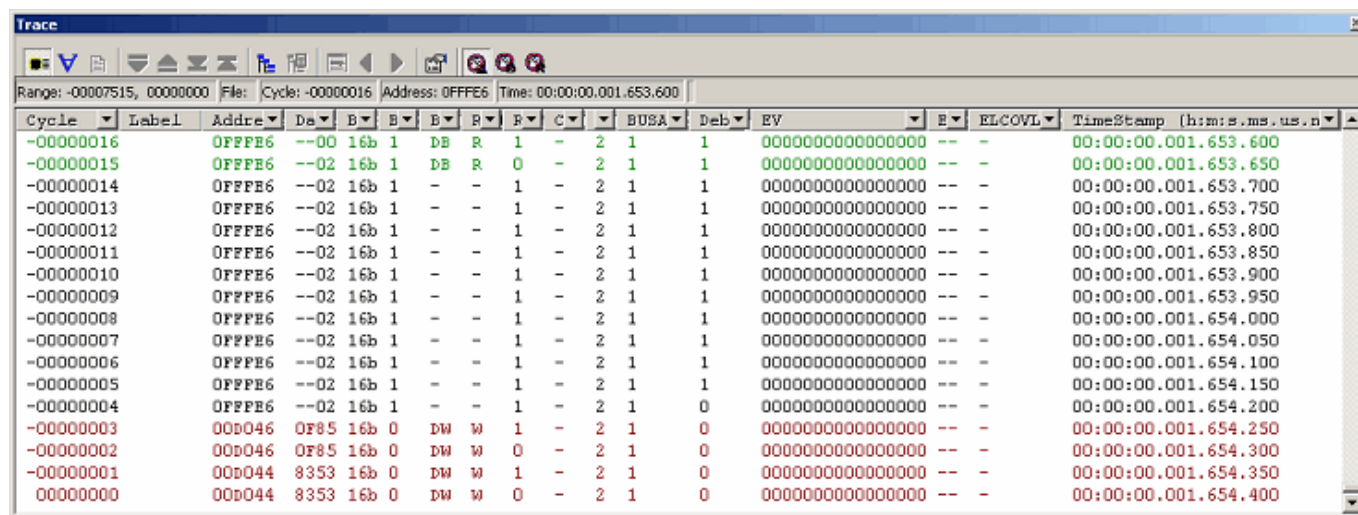 Trace
Range: -00007515, 00000000 File: Cycle: -00000016 Address: 0FFFE6 Time: 00:00:00.001.653.600
Cycle Label Addre Da B B B R R C BUSA Deb EV E ELCOVL TimeStamp (h:m:s.ms.us.n
-00000016 0FFFE6 --00 16b 1 DB R 1 - 2 1 1 0000000000000000 -- - 00:00:00.001.653.600
-00000015 0FFFE6 --02 16b 1 DB R 0 - 2 1 1 0000000000000000 -- - 00:00:00.001.653.650
-00000014 0FFFE6 --02 16b 1 - - 1 - 2 1 1 0000000000000000 -- - 00:00:00.001.653.700
-00000013 0FFFE6 --02 16b 1 - - 1 - 2 1 1 0000000000000000 -- - 00:00:00.001.653.750
-00000012 0FFFE6 --02 16b 1 - - 1 - 2 1 1 0000000000000000 -- - 00:00:00.001.653.800
-00000011 0FFFE6 --02 16b 1 - - 1 - 2 1 1 0000000000000000 -- - 00:00:00.001.653.850
-00000010 0FFFE6 --02 16b 1 - - 1 - 2 1 1 0000000000000000 -- - 00:00:00.001.653.900
-00000009 0FFFE6 --02 16b 1 - - 1 - 2 1 1 0000000000000000 -- - 00:00:00.001.653.950
-00000008 0FFFE6 --02 16b 1 - - 1 - 2 1 1 0000000000000000 -- - 00:00:00.001.654.000
-00000007 0FFFE6 --02 16b 1 - - 1 - 2 1 1 0000000000000000 -- - 00:00:00.001.654.050
-00000006 0FFFE6 --02 16b 1 - - 1 - 2 1 1 0000000000000000 -- - 00:00:00.001.654.100
-00000005 0FFFE6 --02 16b 1 - - 1 - 2 1 1 0000000000000000 -- - 00:00:00.001.654.150
-00000004 0FFFE6 --02 16b 1 - - 1 - 2 1 0 0000000000000000 -- - 00:00:00.001.654.200
-00000003 00D046 0F85 16b 0 DW W 1 - 2 1 0 0000000000000000 -- - 00:00:00.001.654.250
-00000002 00D046 0F85 16b 0 DW W 0 - 2 1 0 0000000000000000 -- - 00:00:00.001.654.300
-00000001 00D044 8353 16b 0 DW W 1 - 2 1 0 0000000000000000 -- - 00:00:00.001.654.350
00000000 00D044 8353 16b 0 DW W 0 - 2 1 0 0000000000000000 -- - 00:00:00.001.654.400